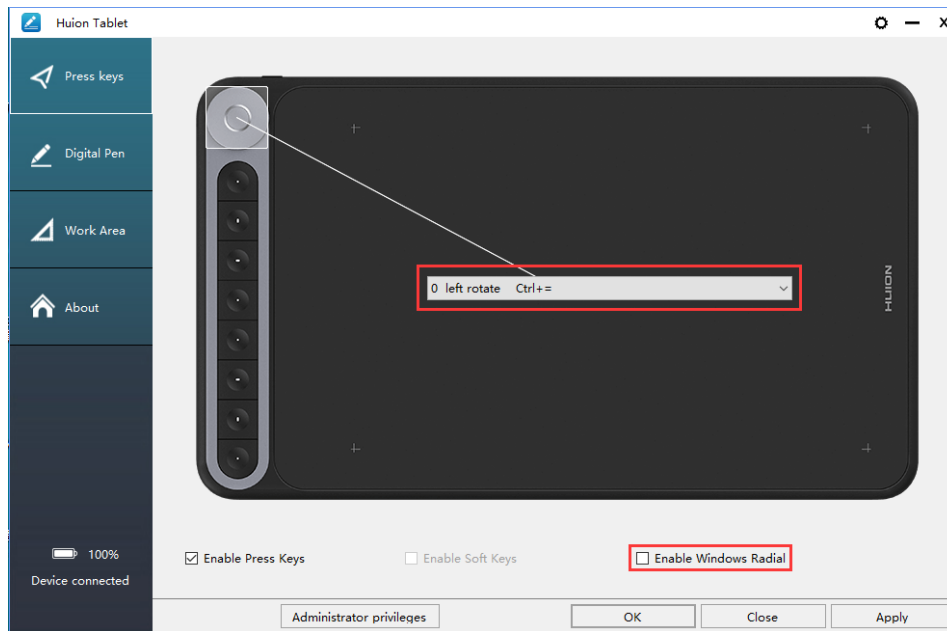 Huion Tablet
Press keys
Digital Pen
Work Area
About
100%
Device connected
0 left rotate Ctrl+=
HUION
Enable Press Keys
Enable Soft Keys
Enable Windows Radial
Administrator privileges
OK
Close
Apply